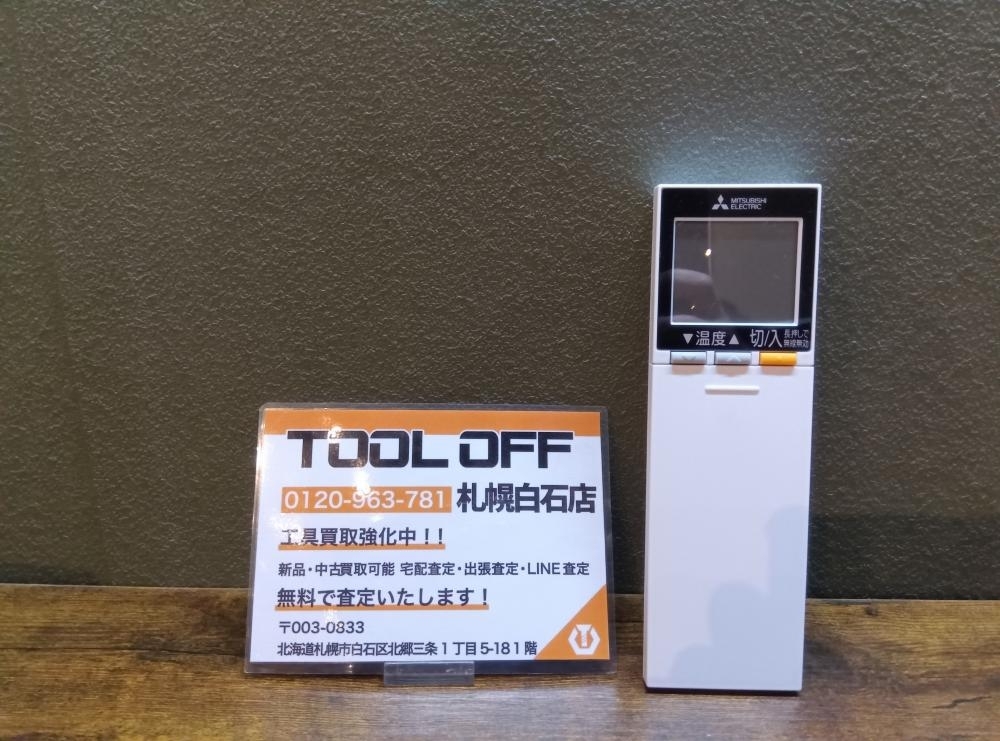 TOOL OFF
0120-963-781 札幌白石店
工具買取強化中！！
新品・中古買取可能 宅配査定・出張査定・LINE査定
無料で査定いたします！
〒003-0833
北海道札幌市白石区北郷三条1丁目5-18 1階
MITSUBISHI
ELECTRIC
▼温度▲ 切/入 長押しで
無線無効